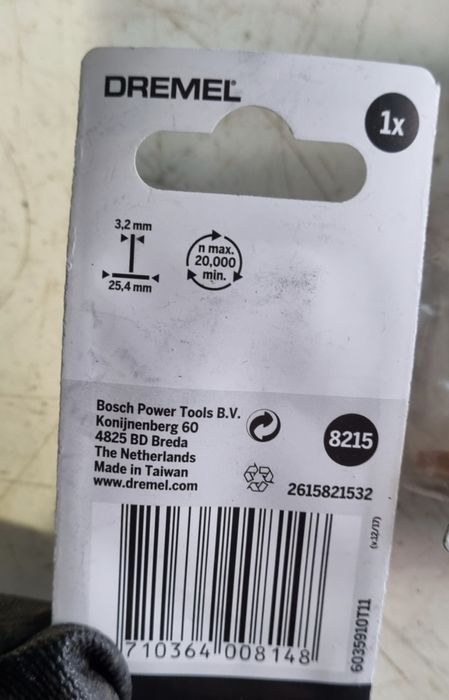 DREMEL®
1x
3,2 mm
25,4 mm
n max.
20,000
min.
Bosch Power Tools B.V.
Konijnenberg 60
4825 BD Breda
The Netherlands
Made in Taiwan
www.dremel.com
8215
2615821532
(v.12/17)
6035910T11
710364 008148